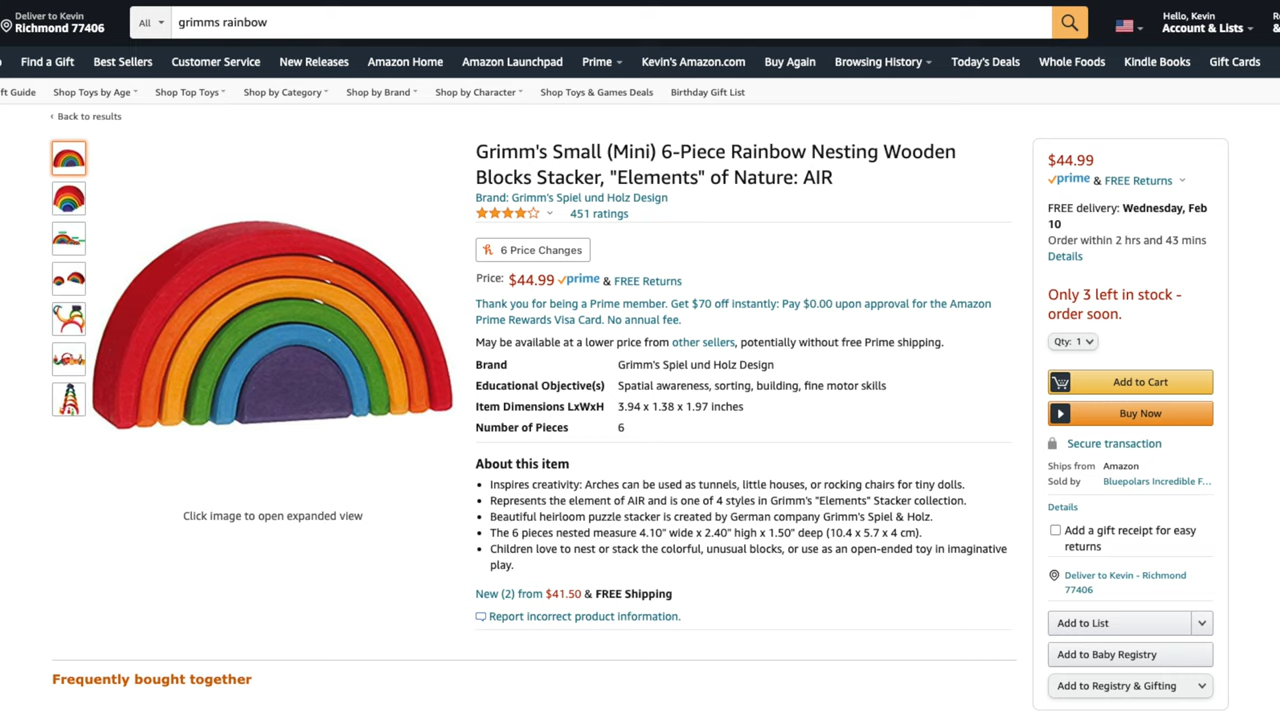 Deliver to Kevin
Richmond 77406
All
grimms rainbow
Hello, Kevin
Account & Lists
Find a Gift
Best Sellers
Customer Service
New Releases
Amazon Home
Amazon Launchpad
Prime
Kevin's Amazon.com
Buy Again
Browsing History
Today's Deals
Whole Foods
Kindle Books
Gift Cards
ft Guide
Shop Toys by Age
Shop Top Toys
Shop by Category
Shop by Brand
Shop by Character
Shop Toys & Games Deals
Birthday Gift List
‹ Back to results
Click image to open expanded view
Grimm's Small (Mini) 6-Piece Rainbow Nesting Wooden
Blocks Stacker, "Elements" of Nature: AIR
Brand: Grimm's Spiel und Holz Design
451 ratings
6 Price Changes
Price: $44.99 prime & FREE Returns
Thank you for being a Prime member. Get $70 off instantly: Pay $0.00 upon approval for the Amazon
Prime Rewards Visa Card. No annual fee.
May be available at a lower price from other sellers, potentially without free Prime shipping.
Brand Grimm's Spiel und Holz Design
Educational Objective(s) Spatial awareness, sorting, building, fine motor skills
Item Dimensions LxWxH 3.94 x 1.38 x 1.97 inches
Number of Pieces 6
About this item
• Inspires creativity: Arches can be used as tunnels, little houses, or rocking chairs for tiny dolls.
• Represents the element of AIR and is one of 4 styles in Grimm's "Elements" Stacker collection.
• Beautiful heirloom puzzle stacker is created by German company Grimm's Spiel & Holz.
• The 6 pieces nested measure 4.10" wide x 2.40" high x 1.50" deep (10.4 x 5.7 x 4 cm).
• Children love to nest or stack the colorful, unusual blocks, or use as an open-ended toy in imaginative
play.
New (2) from $41.50 & FREE Shipping
Report incorrect product information.
$44.99
prime & FREE Returns
FREE delivery: Wednesday, Feb
10
Order within 2 hrs and 43 mins
Details
Only 3 left in stock -
order soon.
Qty: 1
Add to Cart
Buy Now
Secure transaction
Ships from Amazon
Sold by Bluepolars Incredible F...
Details
Add a gift receipt for easy
returns
Deliver to Kevin - Richmond
77406
Add to List
Add to Baby Registry
Add to Registry & Gifting
Frequently bought together